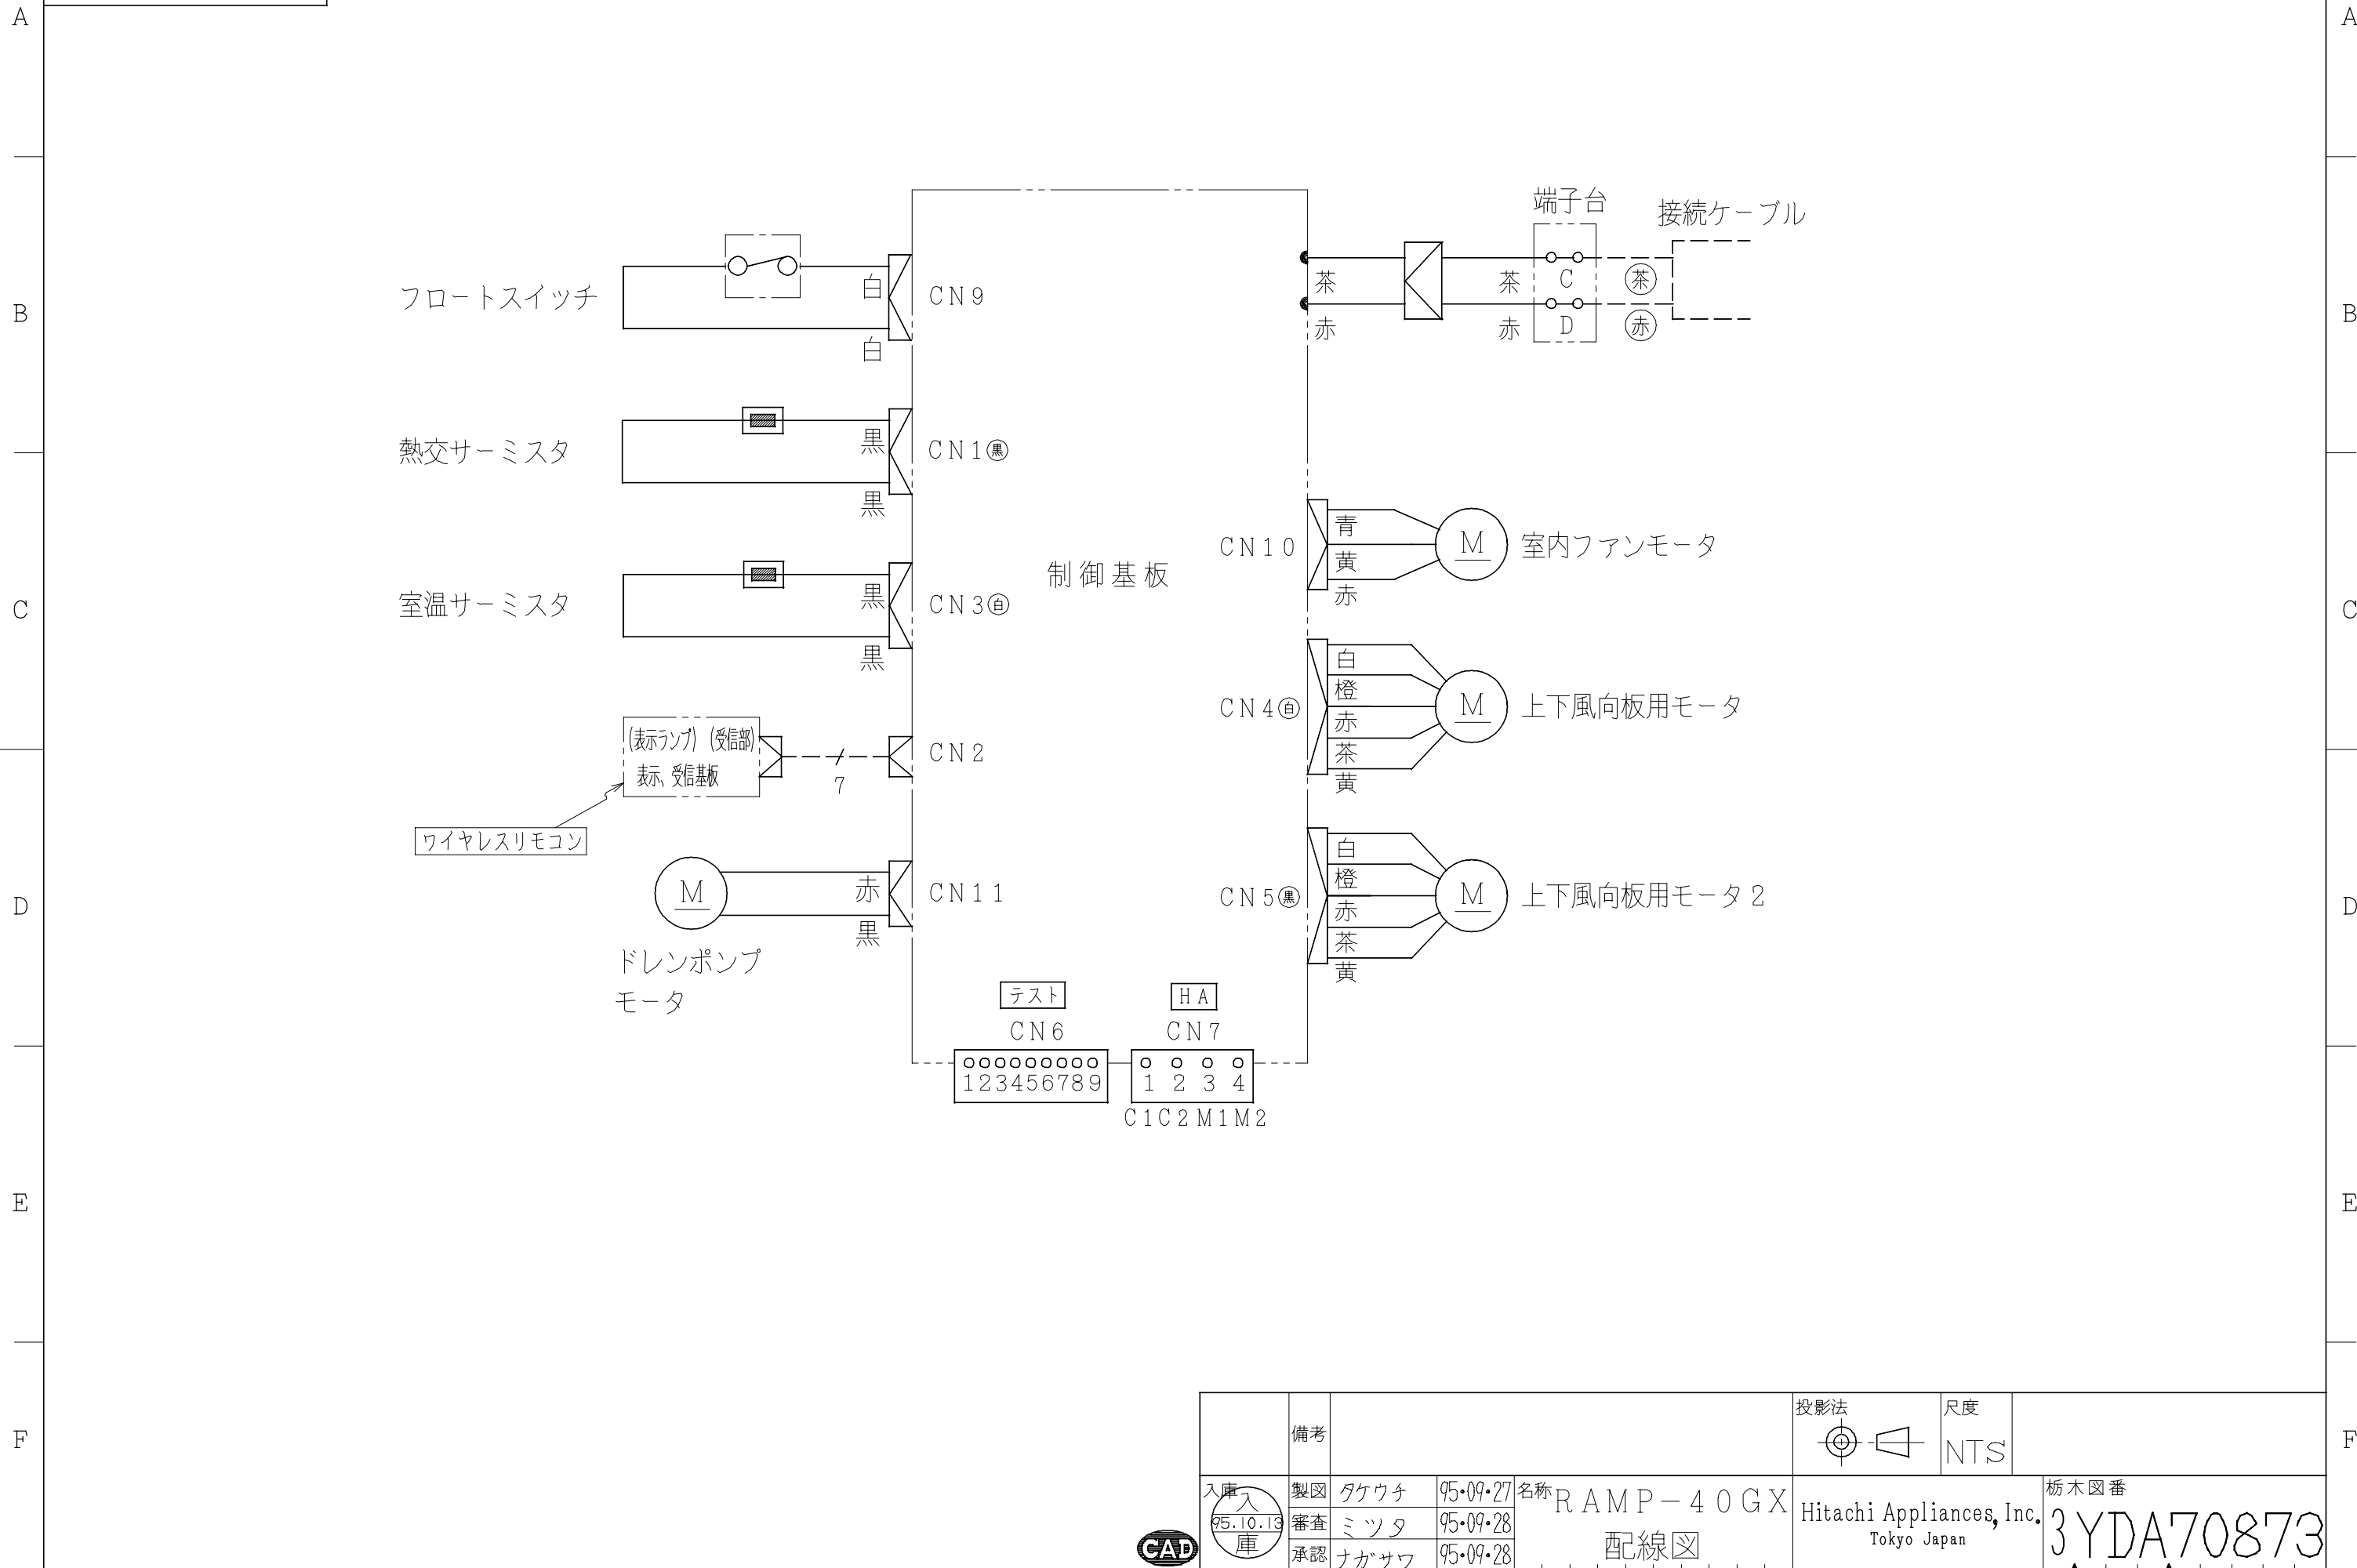 A
A
B
B
C
C
D
D
E
E
F
F
フロートスイッチ
白
白
CN9
熱交サーミスタ
黒
黒
CN1㊥黒
室温サーミスタ
黒
黒
CN3白
(表示ランプ) (受信部)
表示、受信基板
7
CN2
ワイヤレスリモコン
M
赤
黒
CN11
ドレンポンプ
モータ
制御基板
端子台
接続ケーブル
茶
茶
C
茶
赤
赤
D
赤
CN10
青
黄
赤
M
室内ファンモータ
CN4白
白
橙
赤
茶
黄
M
上下風向板用モータ
CN5黒
白
橙
赤
茶
黄
M
上下風向板用モータ2
テスト
CN6
123456789
HA
CN7
1 2 3 4
C1C2M1M2
備考
投影法
尺度
NTS
入庫
入
95.10.13
庫
製図 タケウチ 95・09・27
審査 ミツタ 95・09・28
承認 ナガサワ 95・09・28
名称 RAMP-40GX
配線図
Hitachi Appliances, Inc.
Tokyo Japan
栃木図番
3YDA70873
CAD